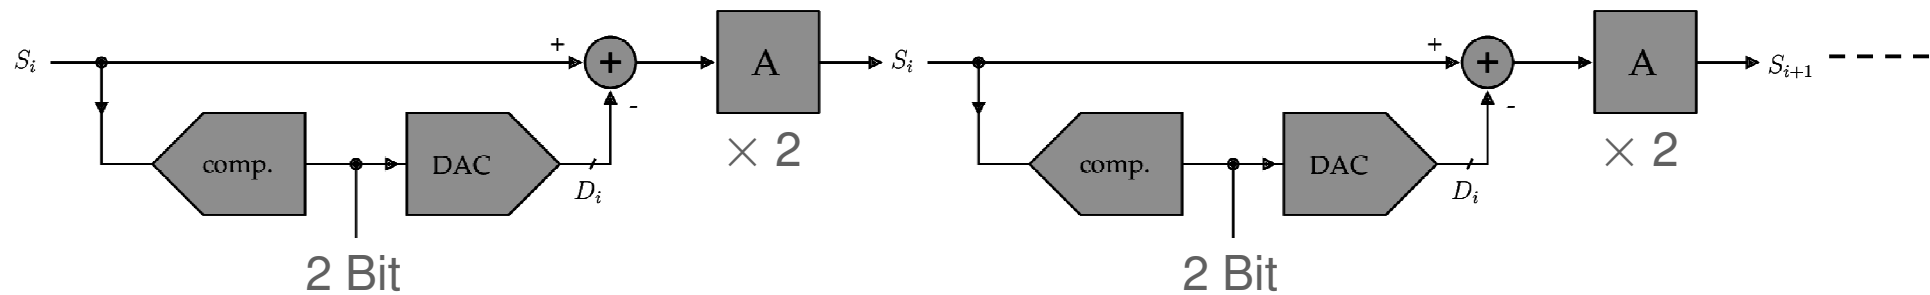 S_i + + A S_i + + A S_{i+1}
- -
comp. DAC × 2 comp. DAC × 2
D_i D_i
2 Bit 2 Bit